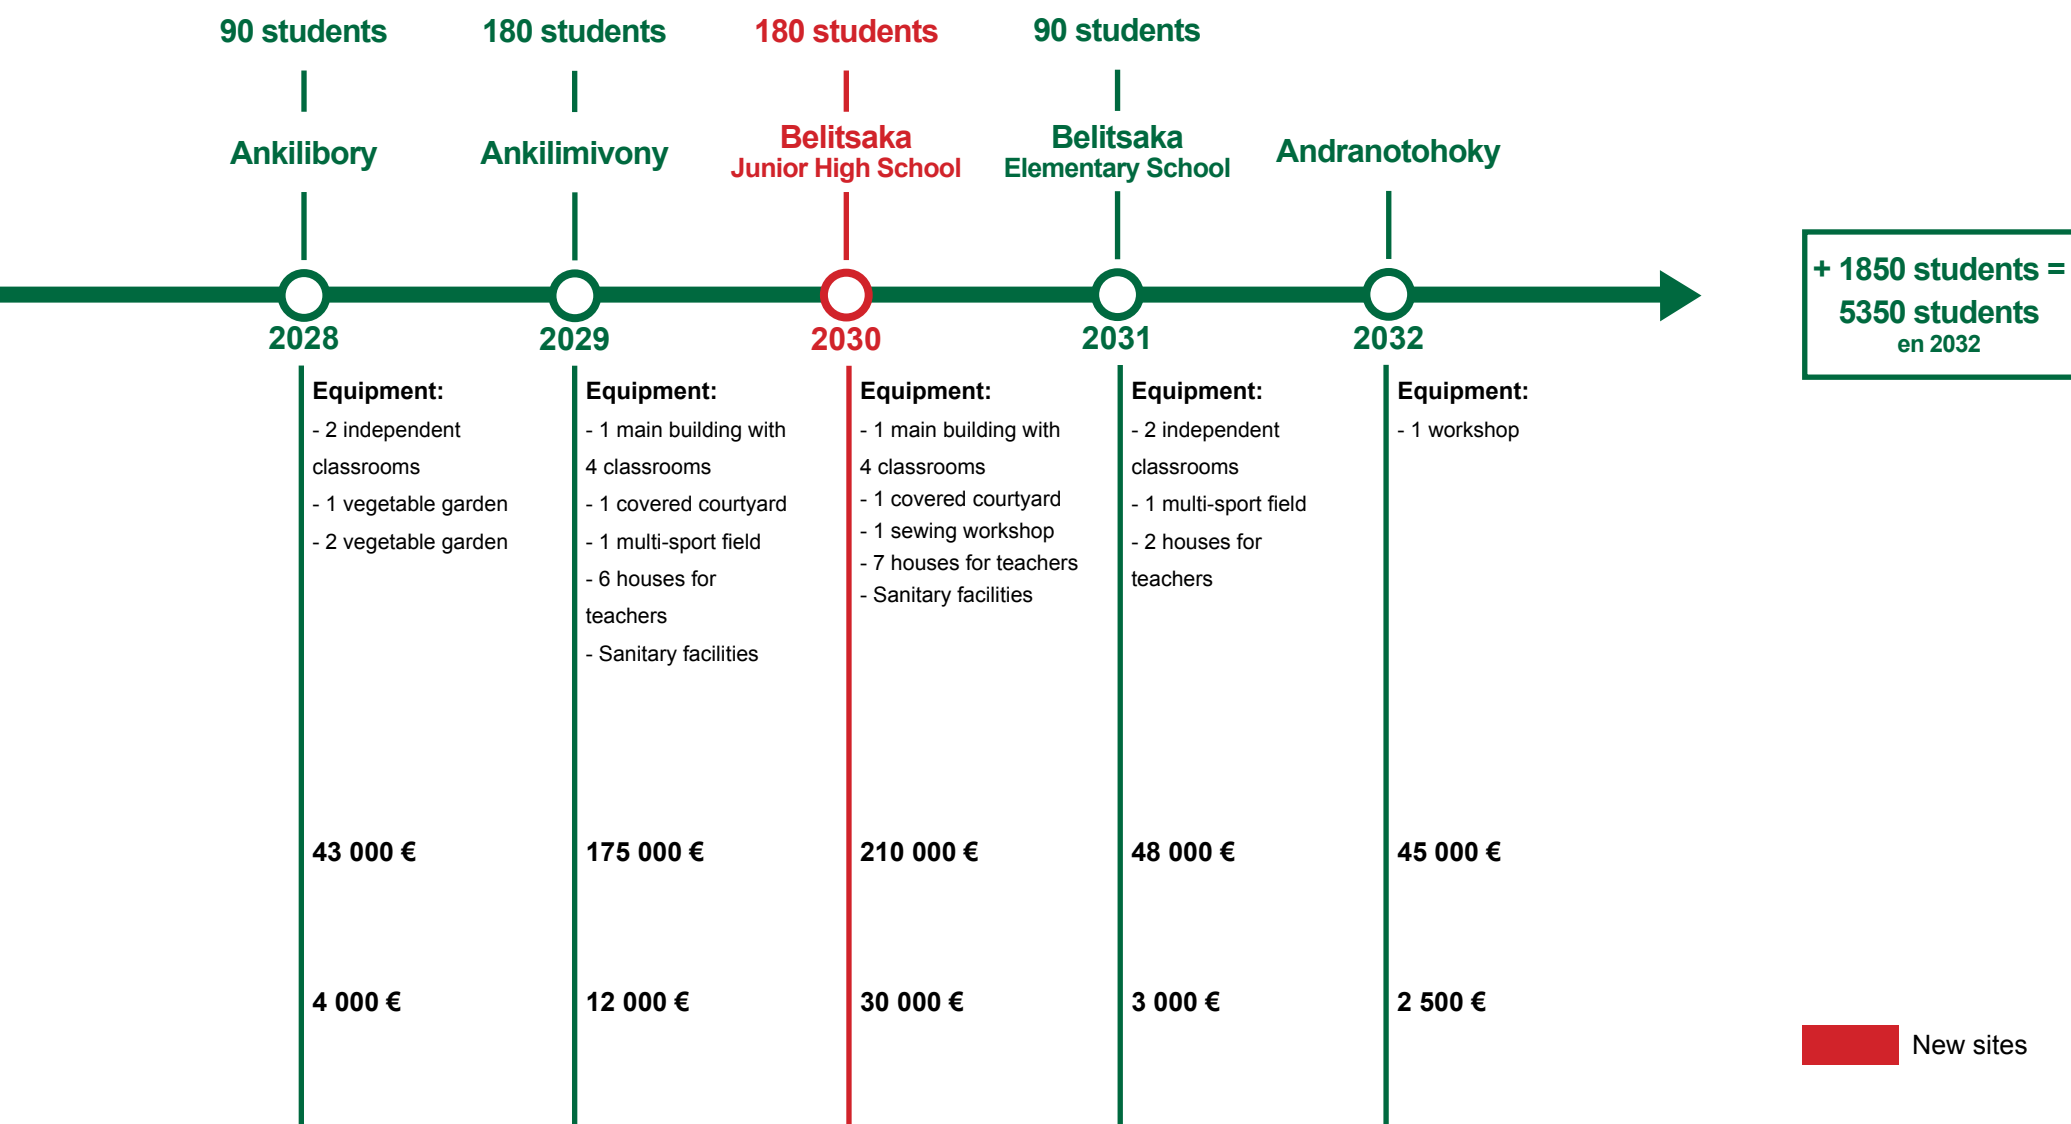 90 students
180 students
180 students
90 students
Ankilibory
Ankilimivony
Belitsaka
Junior High School
Belitsaka
Elementary School
Andranotohoky
+ 1850 students =
5350 students
en 2032
2028
2029
2030
2031
2032
Equipment:
- 2 independent
classrooms
- 1 vegetable garden
- 2 vegetable garden
43 000 €
4 000 €
Equipment:
- 1 main building with
4 classrooms
- 1 covered courtyard
- 1 multi-sport field
- 6 houses for
teachers
- Sanitary facilities
175 000 €
12 000 €
Equipment:
- 1 main building with
4 classrooms
- 1 covered courtyard
- 1 sewing workshop
- 7 houses for teachers
- Sanitary facilities
210 000 €
30 000 €
Equipment:
- 2 independent
classrooms
- 1 multi-sport field
- 2 houses for
teachers
48 000 €
3 000 €
Equipment:
- 1 workshop
45 000 €
2 500 €
New sites